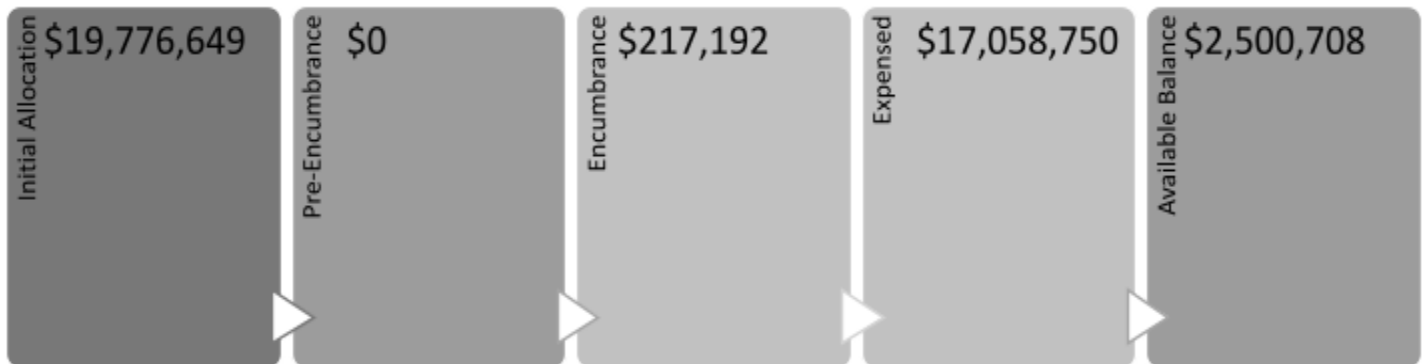 Initial Allocation
$19,776,649
Pre-Encumbrance
$0
Encumbrance
$217,192
Expensed
$17,058,750
Available Balance
$2,500,708